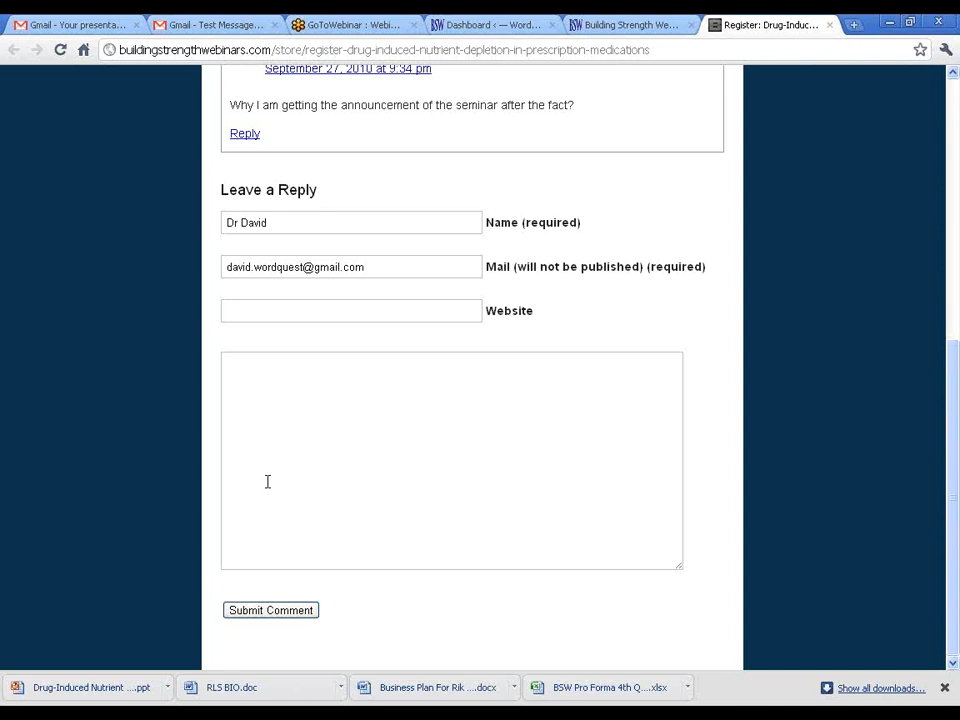 Gmail - Your presenta...
Gmail - Test Message...
GoToWebinar : Webi...
BSW Dashboard ‹ — Word...
BSW Building Strength We...
Register: Drug-Induc...
buildingstrengthwebinars.com/store/register-drug-induced-nutrient-depletion-in-prescription-medications
September 27, 2010 at 9:34 pm
Why I am getting the announcement of the seminar after the fact?
Reply
Leave a Reply
Dr David Name (required)
david.wordquest@gmail.com Mail (will not be published) (required)
Website
Submit Comment
Drug-Induced Nutrient ....ppt
RLS BIO.doc
Business Plan For Rik ....docx
BSW Pro Forma 4th Q....xlsx
Show all downloads...